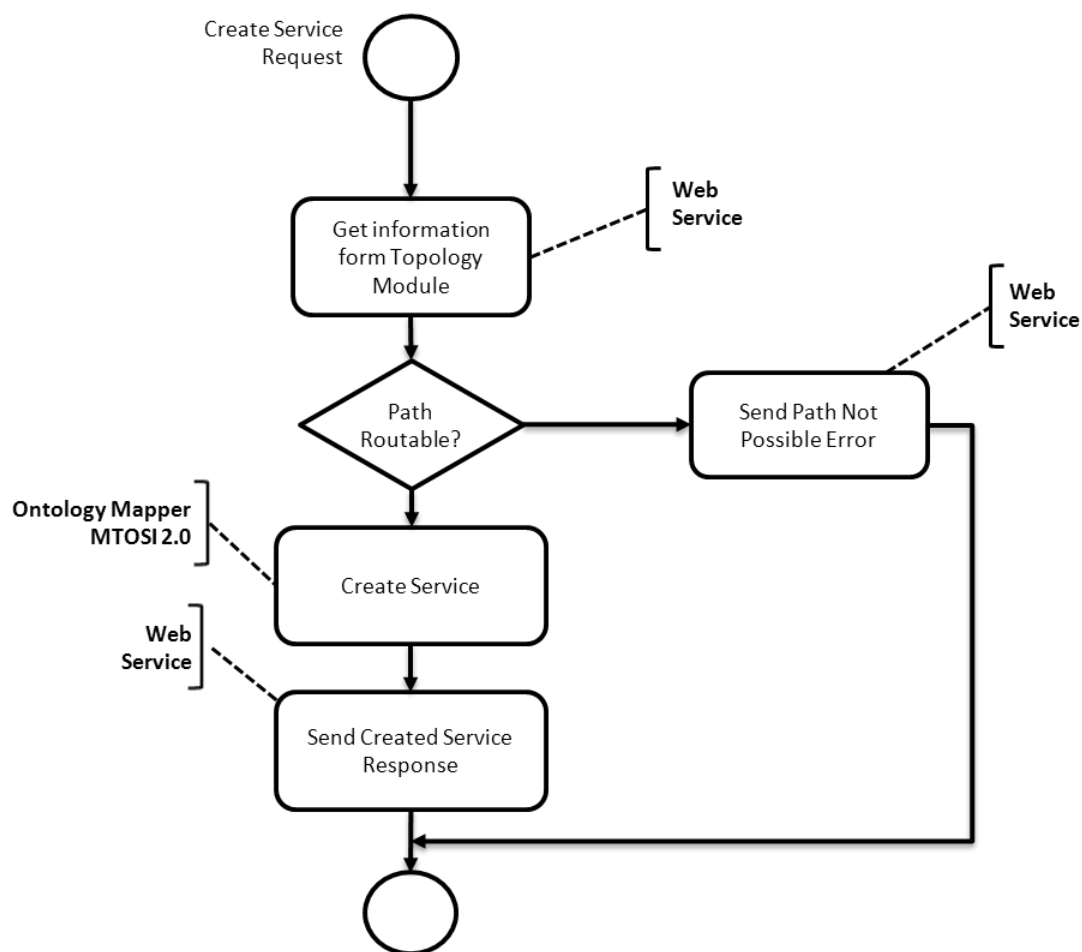 Create Service
Request
Web
Service
Get information
form Topology
Module
Web
Service
Path
Routable?
Send Path Not
Possible Error
Ontology Mapper
MTOSI 2.0
Create Service
Web
Service
Send Created Service
Response